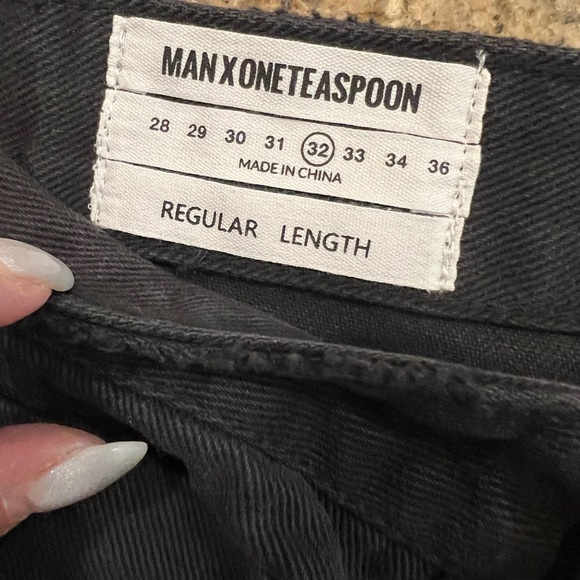 MANXONETEASPOON
28 29 30 31 32 33 34 36
MADE IN CHINA
REGULAR LENGTH